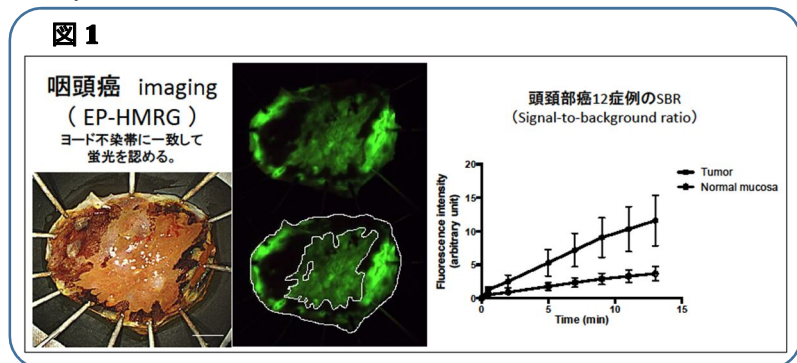 図 1
咽頭癌 imaging
( EP-HMRG )
ヨード不染帯に一致して
蛍光を認める。
頭頸部癌12症例のSBR
(Signal-to-background ratio)
Tumor
Normal mucosa
Fluorescence intensity
(arbitrary unit)
20
15
10
5
0
0 5 10 15
Time (min)